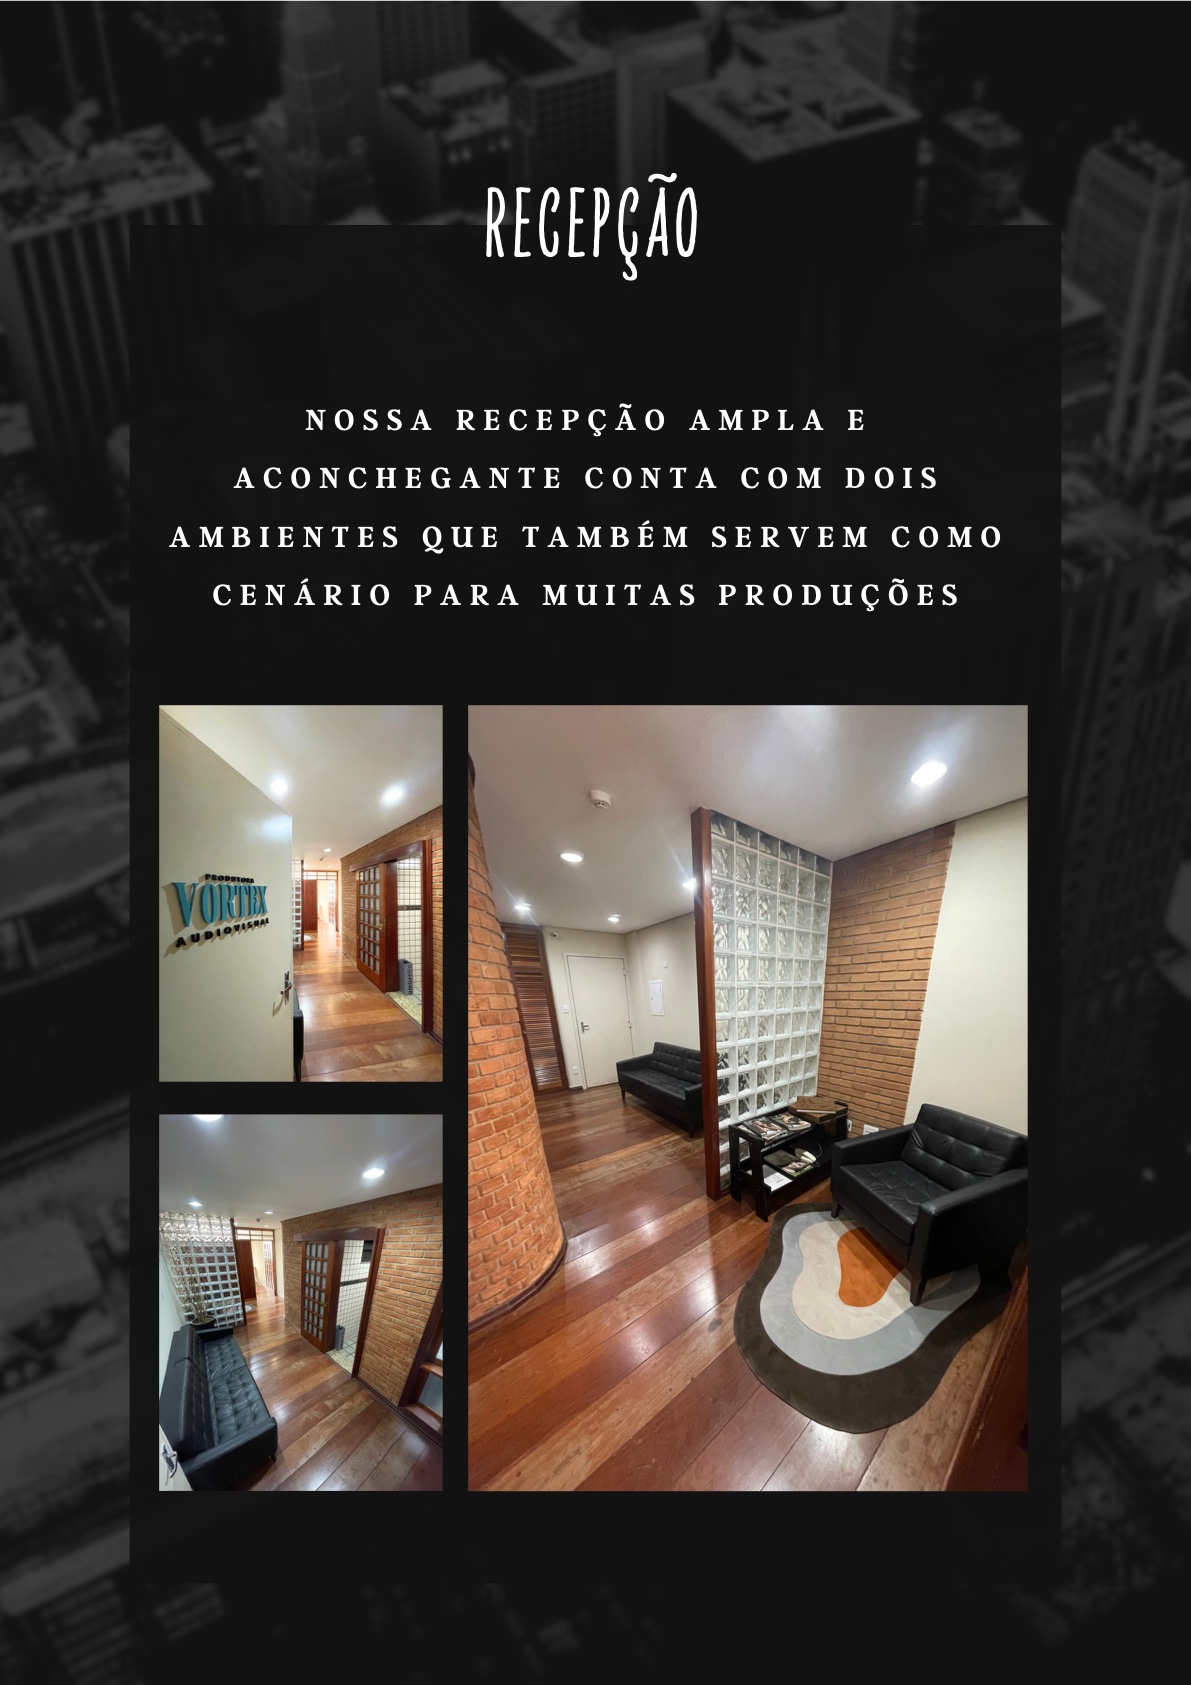 RECEPÇÃO
NOSSA RECEPÇÃO AMPLA E
ACONCHEGANTE CONTA COM DOIS
AMBIENTES QUE TAMBÉM SERVEM COMO
CENÁRIO PARA MUITAS PRODUÇÕES
PRODUTORA
VORTEX
AUDIOVISUAL